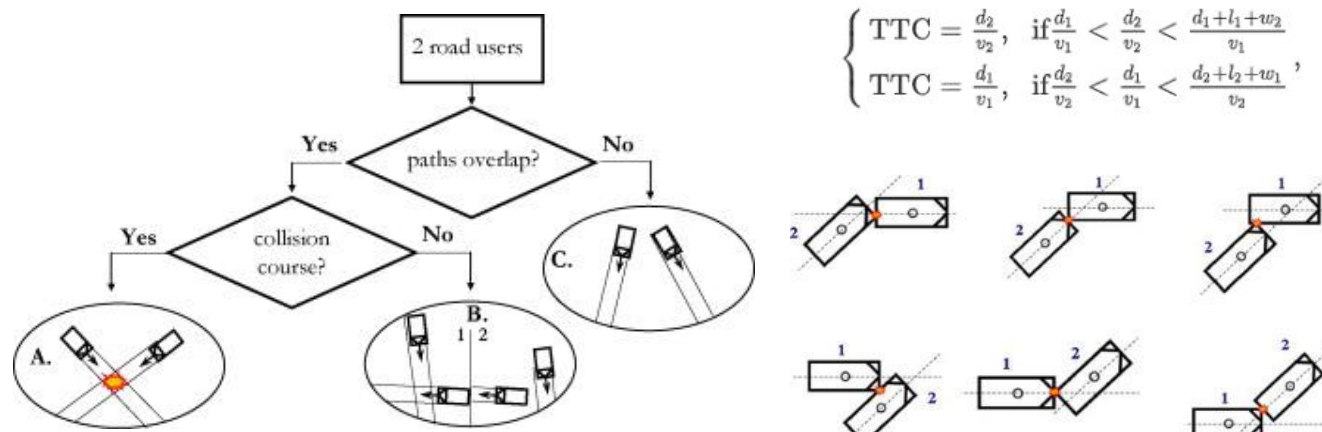 2 road users
Yes
No
paths overlap?
Yes
No
collision
course?
A.
B.
1 2
C.
TTC = d₂/v₂, if d₁/v₁ < d₂/v₂ < (d₁+l₁+w₂)/v₁
TTC = d₁/v₁, if d₂/v₂ < d₁/v₁ < (d₂+l₂+w₁)/v₂ ,
1
2
1
2
1
2
1
2
1
2
1
2